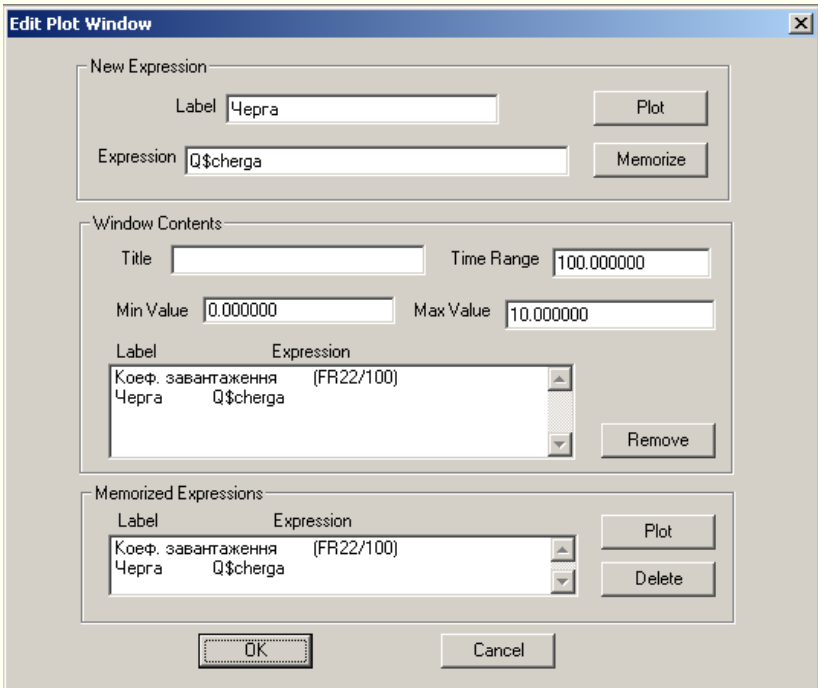 Edit Plot Window
New Expression
Label Черга Plot
Expression Q$cherga Memorize
Window Contents
Title Time Range 100.000000
Min Value 0.000000 Max Value 10.000000
Label Expression
Коеф. завантаження (FR22/100)
Черга Q$cherga
Remove
Memorized Expressions
Label Expression
Plot
Коеф. завантаження (FR22/100)
Черга Q$cherga
Delete
OK Cancel